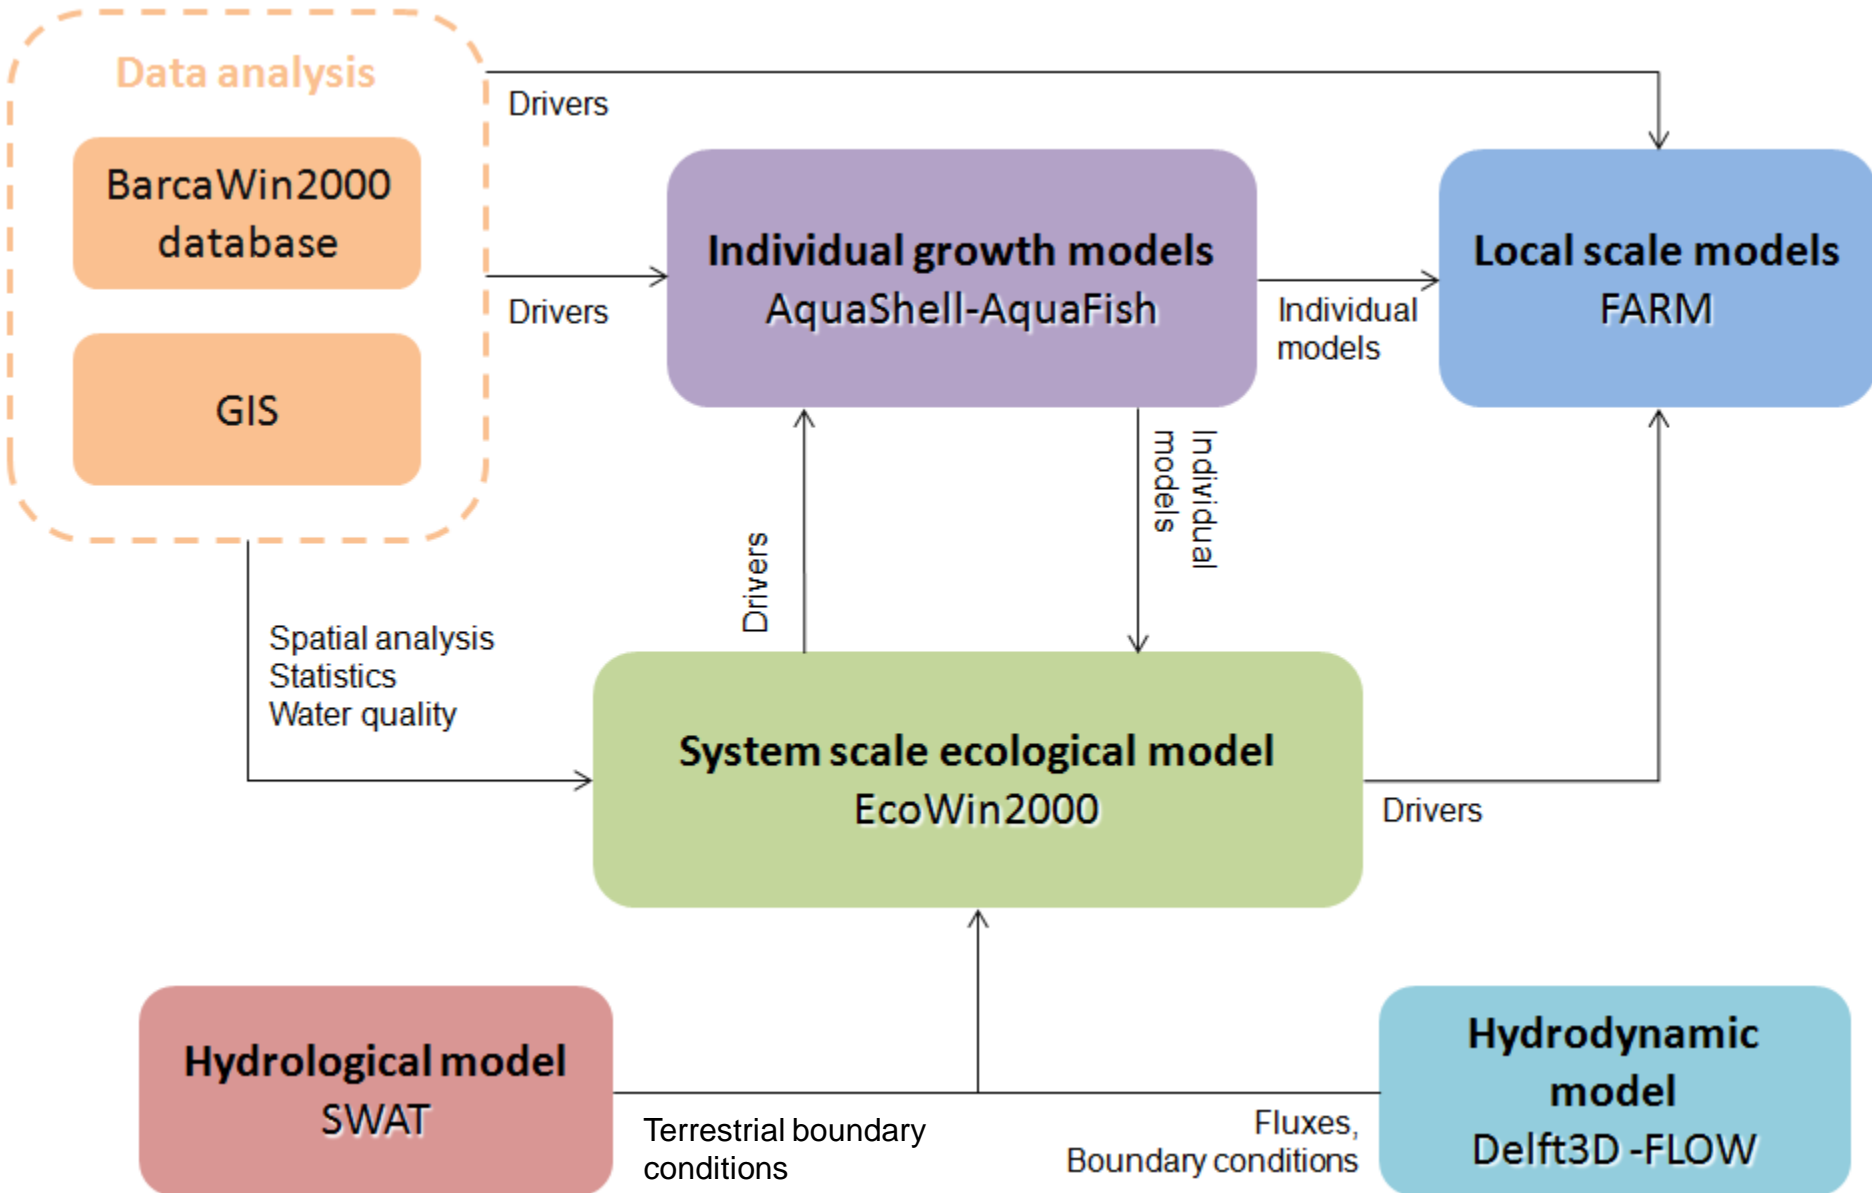 Data analysis
BarcaWin2000
database
GIS
Drivers
Drivers
Individual growth models
AquaShell-AquaFish
Individual
models
Local scale models
FARM
Drivers
Individual
models
Spatial analysis
Statistics
Water quality
System scale ecological model
EcoWin2000
Drivers
Hydrological model
SWAT
Terrestrial boundary
conditions
Fluxes,
Boundary conditions
Hydrodynamic
model
Delft3D -FLOW